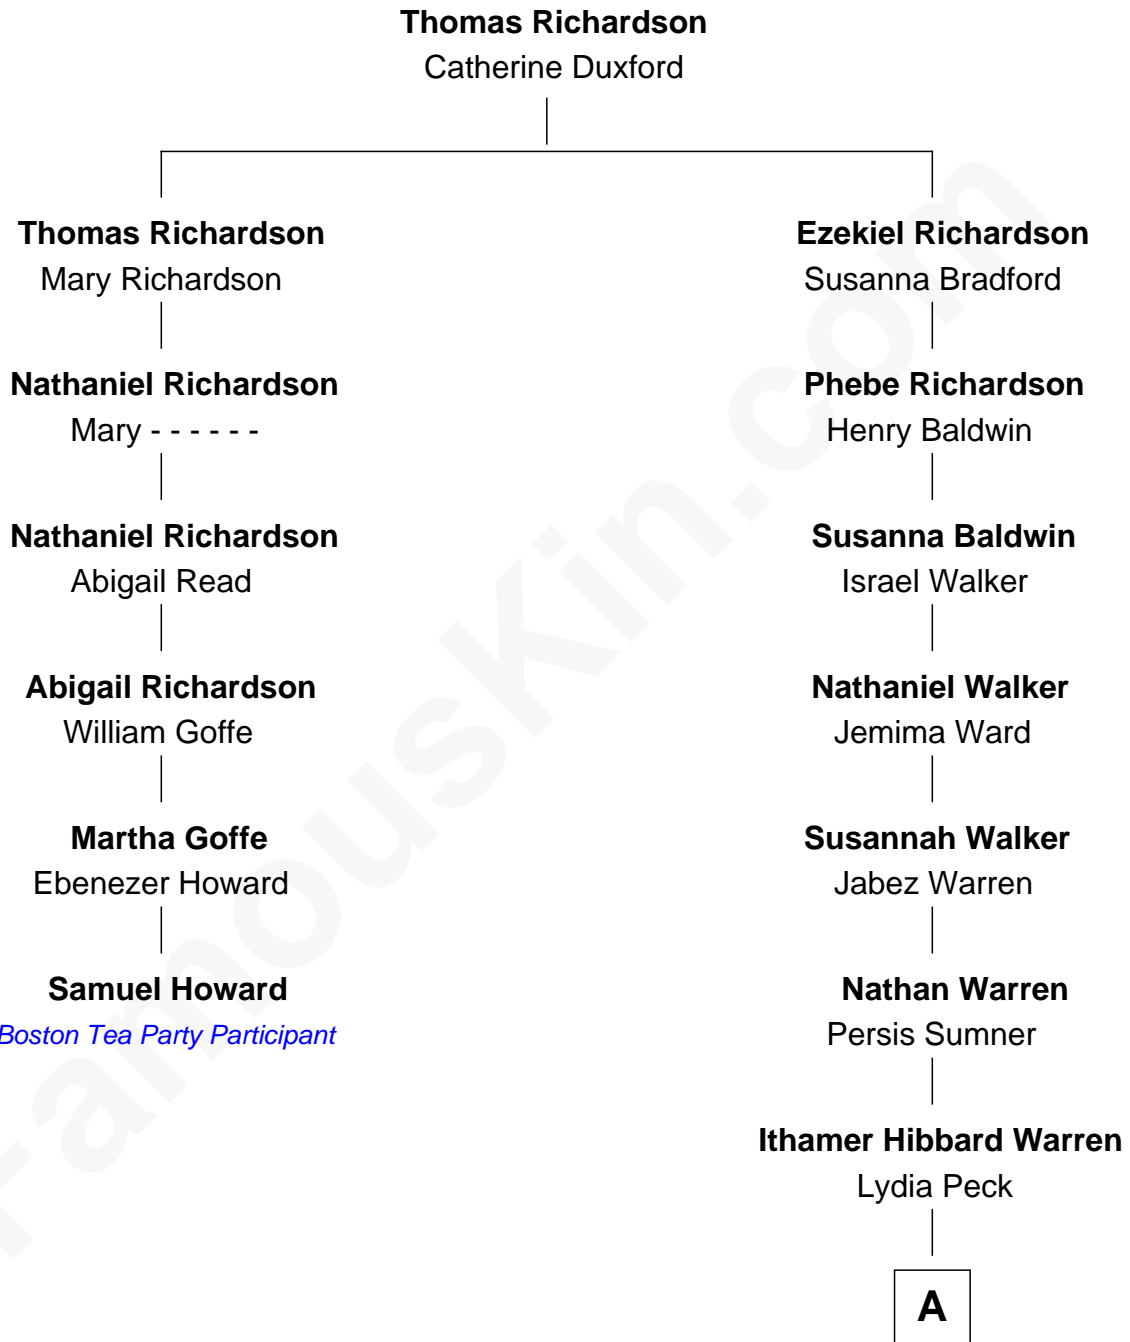 Thomas Richardson
Catherine Duxford
Thomas Richardson
Mary Richardson
Nathaniel Richardson
Mary - - - - - -
Nathaniel Richardson
Abigail Read
Abigail Richardson
William Goffe
Martha Goffe
Ebenezer Howard
Samuel Howard
Boston Tea Party Participant
Ezekiel Richardson
Susanna Bradford
Phebe Richardson
Henry Baldwin
Susanna Baldwin
Israel Walker
Nathaniel Walker
Jemima Ward
Susannah Walker
Jabez Warren
Nathan Warren
Persis Sumner
Ithamer Hibbard Warren
Lydia Peck
A
FamousKin.com